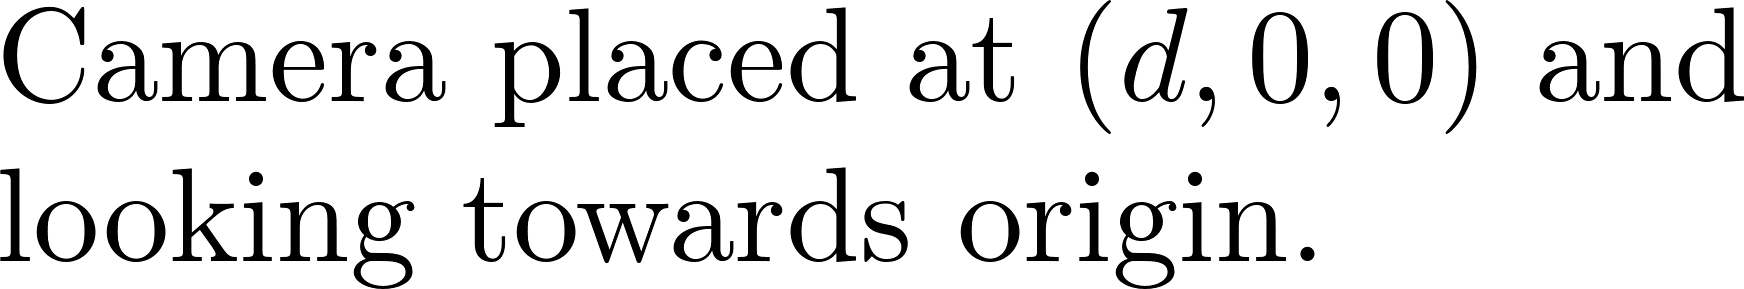 Camera placed at (d, 0, 0) and
looking towards origin.